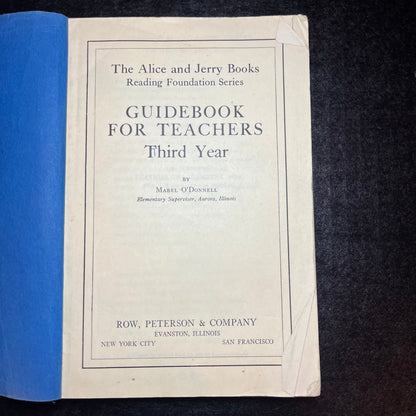 The Alice and Jerry Books
Reading Foundation Series
GUIDEBOOK
FOR TEACHERS
Third Year
BY
MABEL O'DONNELL
Elementary Supervisor, Aurora, Illinois
ROW, PETERSON & COMPANY
EVANSTON, ILLINOIS
NEW YORK CITY SAN FRANCISCO